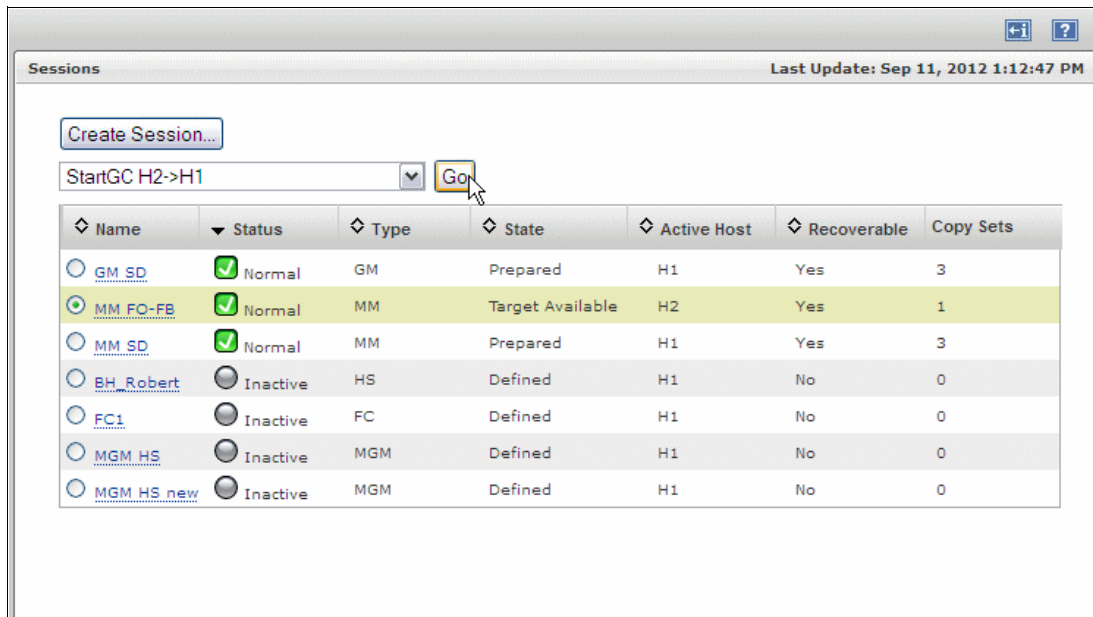 ?
Sessions Last Update: Sep 11, 2012 1:12:47 PM
Create Session...
StartGC H2->H1 Go
Name Status Type State Active Host Recoverable Copy Sets
GM SD Normal GM Prepared H1 Yes 3
MM FO-FB Normal MM Target Available H2 Yes 1
MM SD Normal MM Prepared H1 Yes 3
BH_Robert Inactive HS Defined H1 No 0
FC1 Inactive FC Defined H1 No 0
MGM HS Inactive MGM Defined H1 No 0
MGM HS new Inactive MGM Defined H1 No 0